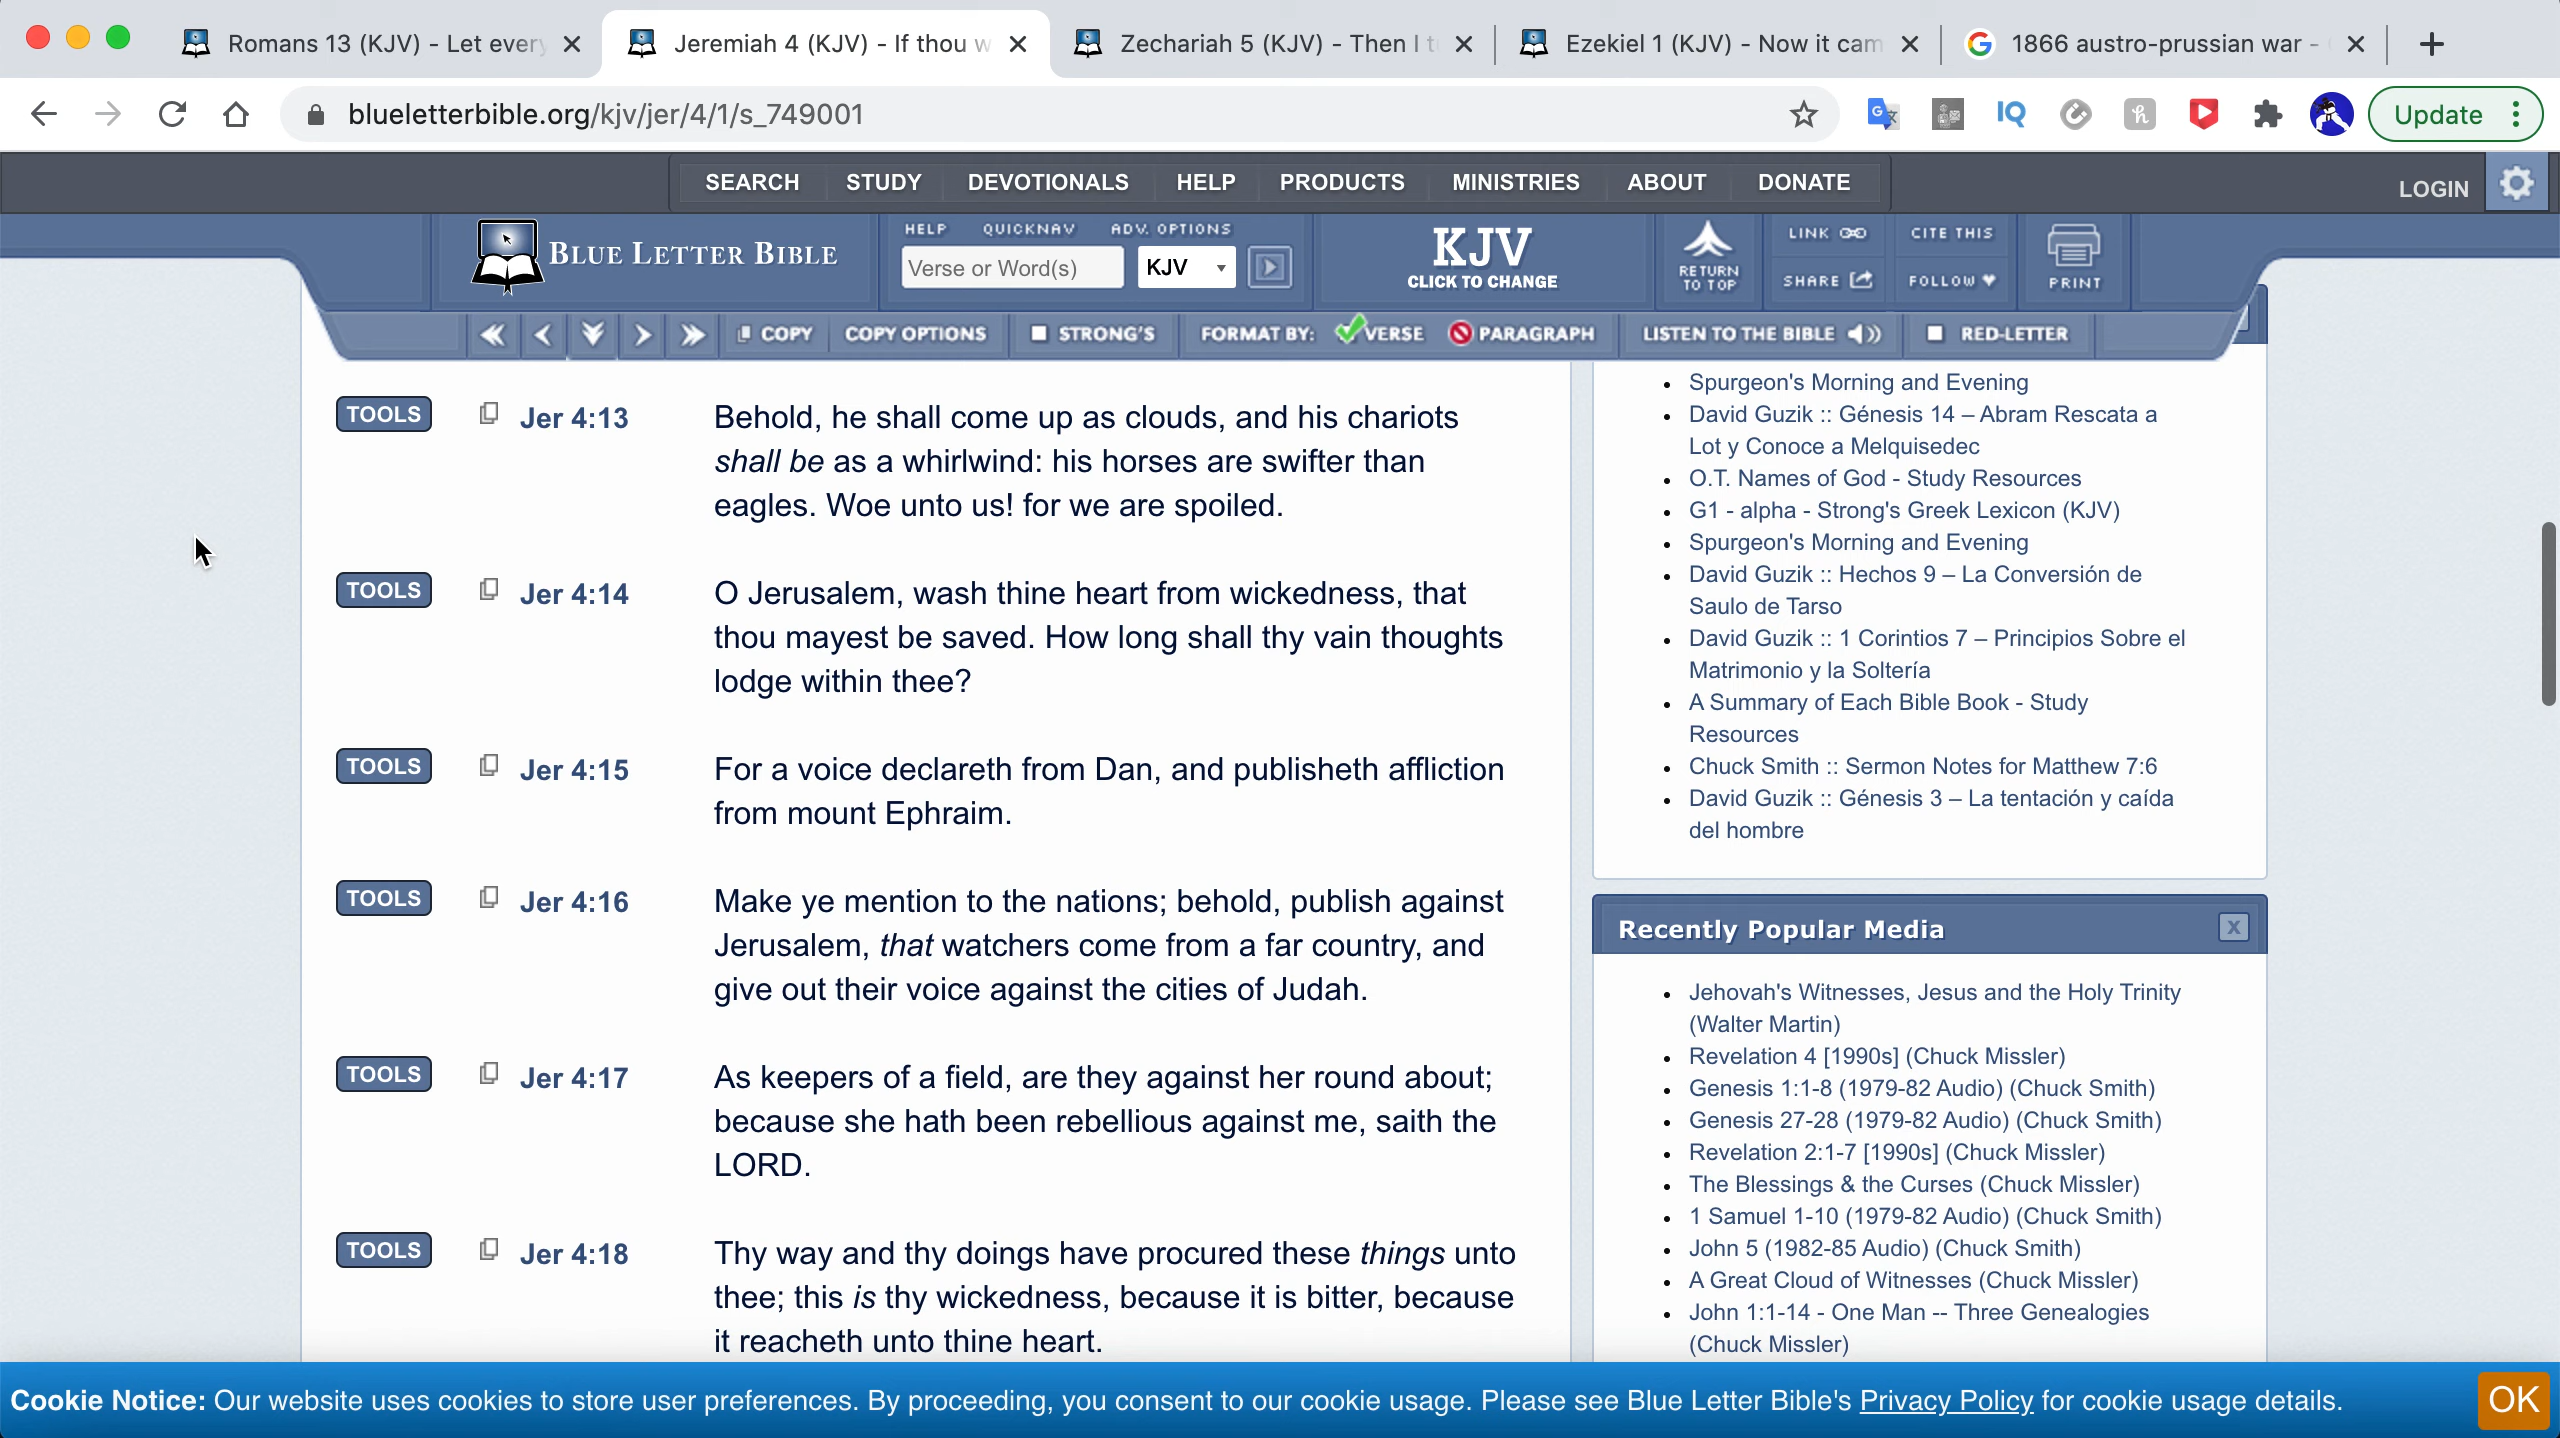 Romans 13 (KJV) - Let every
Jeremiah 4 (KJV) - If thou w
Zechariah 5 (KJV) - Then I t
Ezekiel 1 (KJV) - Now it cam
1866 austro-prussian war -
blueletterbible.org/kjv/jer/4/1/s_749001
Update
SEARCH STUDY DEVOTIONALS HELP PRODUCTS MINISTRIES ABOUT DONATE
LOGIN
BLUE LETTER BIBLE
HELP QUICKNAV ADV. OPTIONS
Verse or Word(s)
KJV
KJV
CLICK TO CHANGE
RETURN
TO TOP
LINK
CITE THIS
SHARE
FOLLOW
PRINT
COPY COPY OPTIONS STRONG'S FORMAT BY: VERSE PARAGRAPH LISTEN TO THE BIBLE RED-LETTER
TOOLS Jer 4:13 Behold, he shall come up as clouds, and his chariots
shall be as a whirlwind: his horses are swifter than
eagles. Woe unto us! for we are spoiled.
TOOLS Jer 4:14 O Jerusalem, wash thine heart from wickedness, that
thou mayest be saved. How long shall thy vain thoughts
lodge within thee?
TOOLS Jer 4:15 For a voice declareth from Dan, and publisheth affliction
from mount Ephraim.
TOOLS Jer 4:16 Make ye mention to the nations; behold, publish against
Jerusalem, that watchers come from a far country, and
give out their voice against the cities of Judah.
TOOLS Jer 4:17 As keepers of a field, are they against her round about;
because she hath been rebellious against me, saith the
LORD.
TOOLS Jer 4:18 Thy way and thy doings have procured these things unto
thee; this is thy wickedness, because it is bitter, because
it reacheth unto thine heart.
Spurgeon's Morning and Evening
David Guzik :: Génesis 14 – Abram Rescata a
Lot y Conoce a Melquisedec
O.T. Names of God - Study Resources
G1 - alpha - Strong's Greek Lexicon (KJV)
Spurgeon's Morning and Evening
David Guzik :: Hechos 9 – La Conversión de
Saulo de Tarso
David Guzik :: 1 Corintios 7 – Principios Sobre el
Matrimonio y la Soltería
A Summary of Each Bible Book - Study
Resources
Chuck Smith :: Sermon Notes for Matthew 7:6
David Guzik :: Génesis 3 – La tentación y caída
del hombre
Recently Popular Media
X
Jehovah's Witnesses, Jesus and the Holy Trinity
(Walter Martin)
Revelation 4 [1990s] (Chuck Missler)
Genesis 1:1-8 (1979-82 Audio) (Chuck Smith)
Genesis 27-28 (1979-82 Audio) (Chuck Smith)
Revelation 2:1-7 [1990s] (Chuck Missler)
The Blessings & the Curses (Chuck Missler)
1 Samuel 1-10 (1979-82 Audio) (Chuck Smith)
John 5 (1982-85 Audio) (Chuck Smith)
A Great Cloud of Witnesses (Chuck Missler)
John 1:1-14 - One Man -- Three Genealogies
(Chuck Missler)
Cookie Notice: Our website uses cookies to store user preferences. By proceeding, you consent to our cookie usage. Please see Blue Letter Bible's Privacy Policy for cookie usage details.
OK